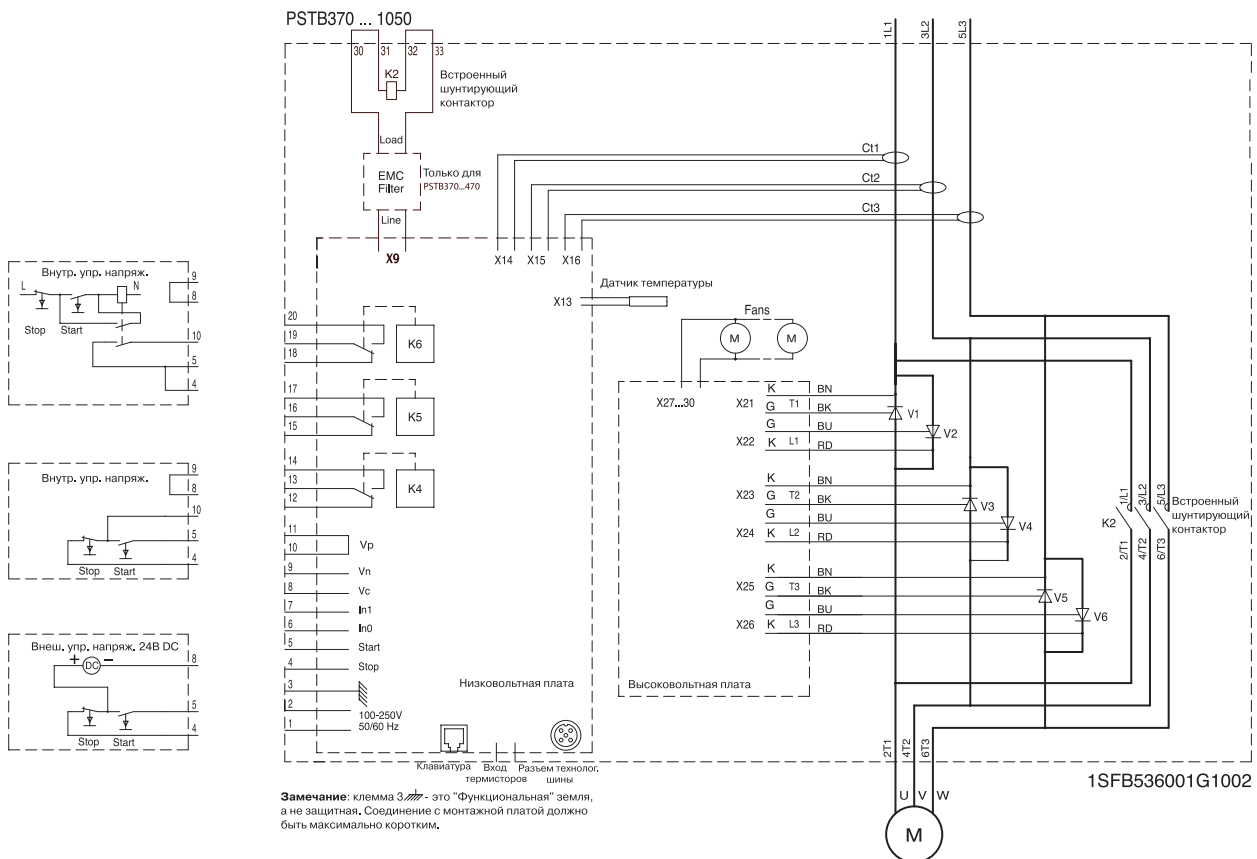 PSTB370 ... 1050
1L1
3L2
5L3
30
31
32
33
K2
Встроенный
шунтирующий
контактор
Load
EMC
Filter
Только для
PSTB370...470
Line
X9
X14
X15
X16
Ct1
Ct2
Ct3
X13
Датчик температуры
Fans
M
M
Внутр. упр. напряж.
L
N
Stop
Start
9
8
10
5
4
Внутр. упр. напряж.
9
8
10
5
4
Stop
Start
Внеш. упр. напряж. 24В DC
+
DC
−
8
5
4
Stop
Start
20
19
18
K6
17
16
15
K5
14
13
12
K4
11
10
Vp
9
Vn
8
Vc
7
In1
6
In0
5
Start
4
Stop
3
2
100-250V
1
50/60 Hz
Низковольтная плата
Клавиатура
Вход
термисторов
Разъем технолог.
шины
X27...30
X21
K
T1
BN
G
BK
X22
G
BU
K
L1
RD
V1
V2
X23
K
BN
G
T2
BK
G
BU
X24
K
L2
RD
V3
V4
X25
K
BN
G
T3
BK
G
BU
X26
K
L3
RD
V5
V6
Высоковольтная плата
K2
1/L1
3/L2
5/L3
2/T1
4/T2
6/T3
Встроенный
шунтирующий
контактор
2T1
4T2
6T3
U
V
W
M
1SFB536001G1002
Замечание: клемма 3 - это "Функциональная" земля,
а не защитная. Соединение с монтажной платой должно
быть максимально коротким.